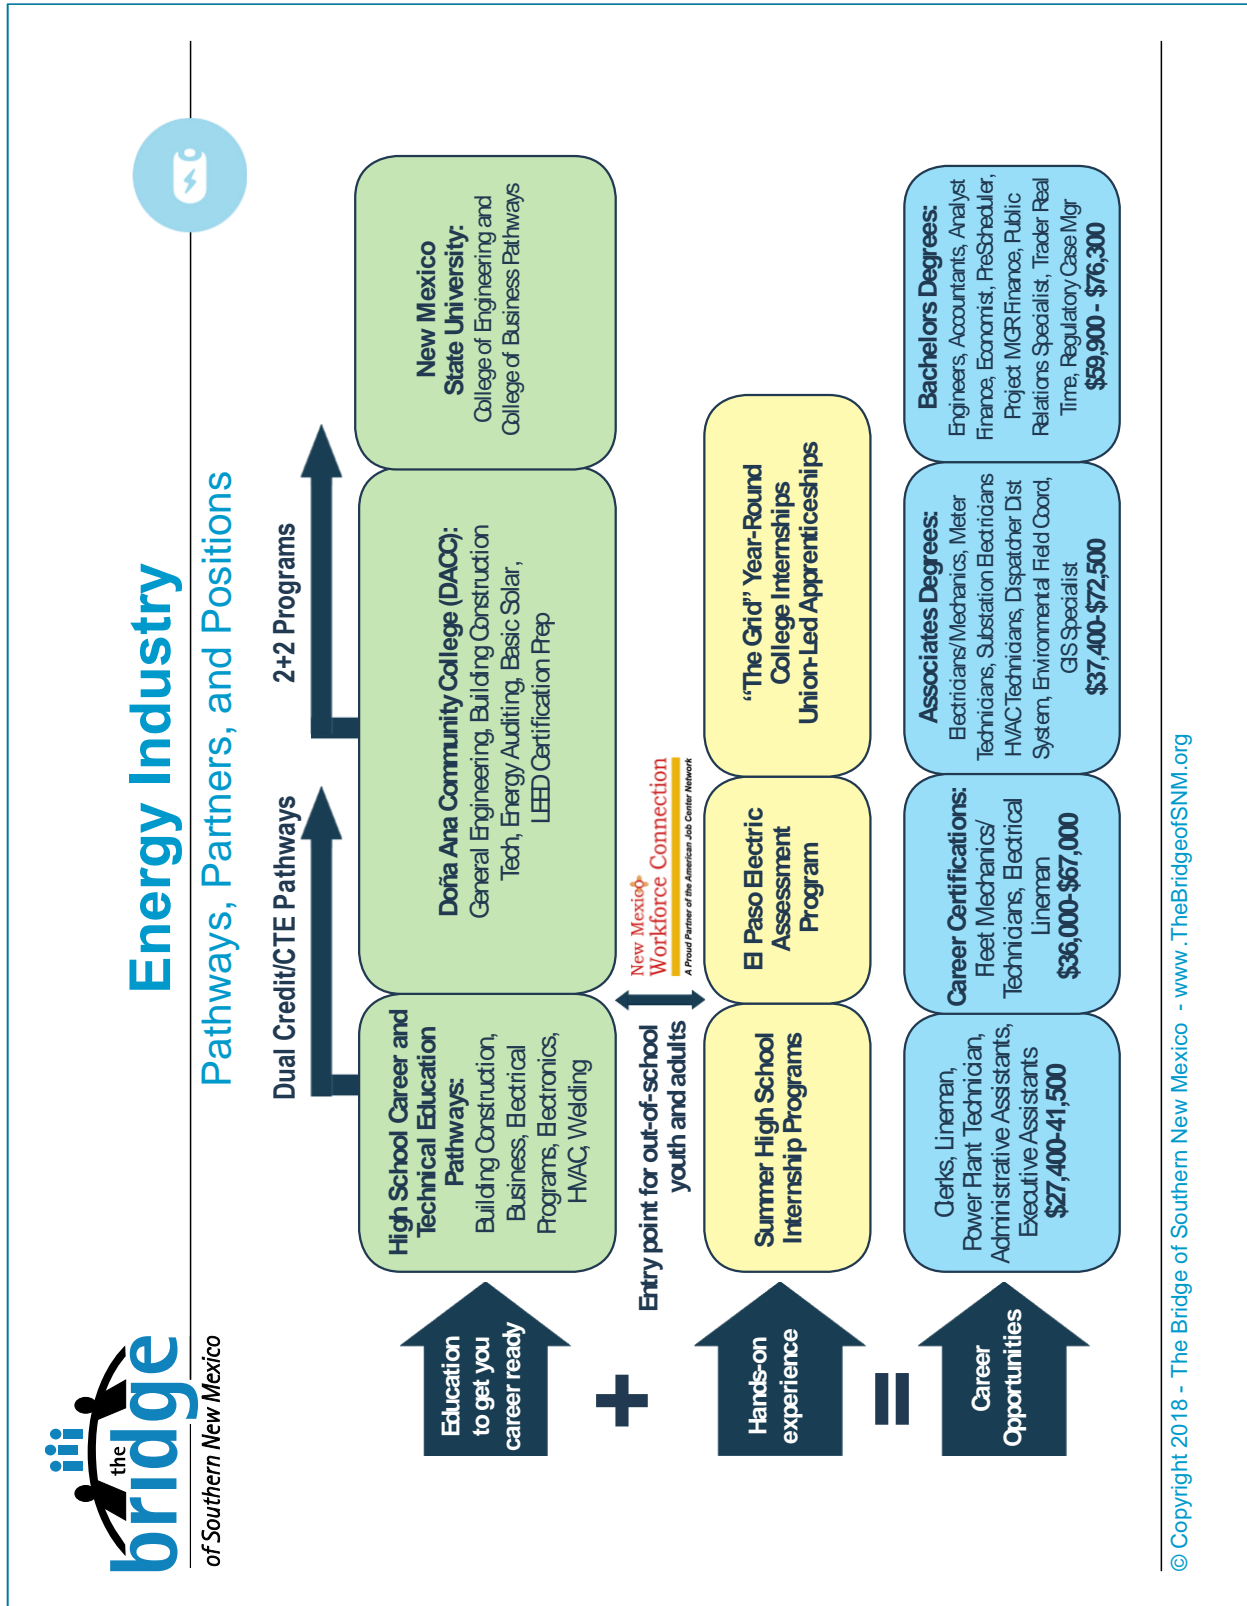 the
bridge
of Southern New Mexico
Energy Industry
Pathways, Partners, and Positions
Dual Credit/CTE Pathways
2+2 Programs
Education
to get you
career ready
High School Career and
Technical Education
Pathways:
Building Construction,
Business, Electrical
Programs, Electronics,
HVAC, Welding
Doña Ana Community College (DACC):
General Engineering, Building Construction
Tech, Energy Auditing, Basic Solar,
LEED Certification Prep
New Mexico
State University:
College of Engineering and
College of Business Pathways
+
Entry point for out-of-school
youth and adults
New Mexico
Workforce Connection
A Proud Partner of the American Job Center Network
Hands-on
experience
Summer High School
Internship Programs
El Paso Electric
Assessment
Program
“The Grid” Year-Round
College Internships
Union-Led Apprenticeships
=
Career
Opportunities
Clerks, Lineman,
Power Plant Technician,
Administrative Assistants,
Executive Assistants
$27,400-41,500
Career Certifications:
Fleet Mechanics/
Technicians, Electrical
Lineman
$36,000-$67,000
Associates Degrees:
Electricians/Mechanics, Meter
Technicians, Substation Electricians
HVAC Technicians, Dispatcher Dist
System, Environmental Field Coord,
GIS Specialist
$37,400-$72,500
Bachelors Degrees:
Engineers, Accountants, Analyst
Finance, Economist, PreScheduler,
Project MGR Finance, Public
Relations Specialist, Trader Real
Time, Regulatory Case Mgr
$59,900 - $76,300
© Copyright 2018 - The Bridge of Southern New Mexico - www.TheBridgeofSNM.org